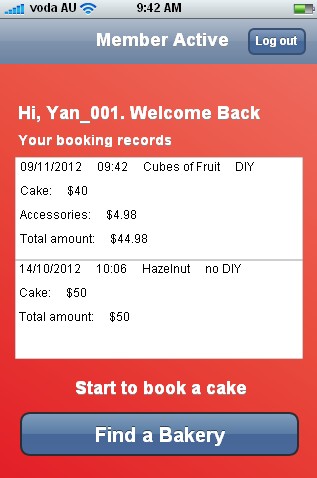 voda AU 9:42 AM
Member Active Log out
Hi, Yan_001. Welcome Back
Your booking records
09/11/2012 09:42 Cubes of Fruit DIY
Cake: $40
Accessories: $4.98
Total amount: $44.98
14/10/2012 10:06 Hazelnut no DIY
Cake: $50
Total amount: $50
Start to book a cake
Find a Bakery